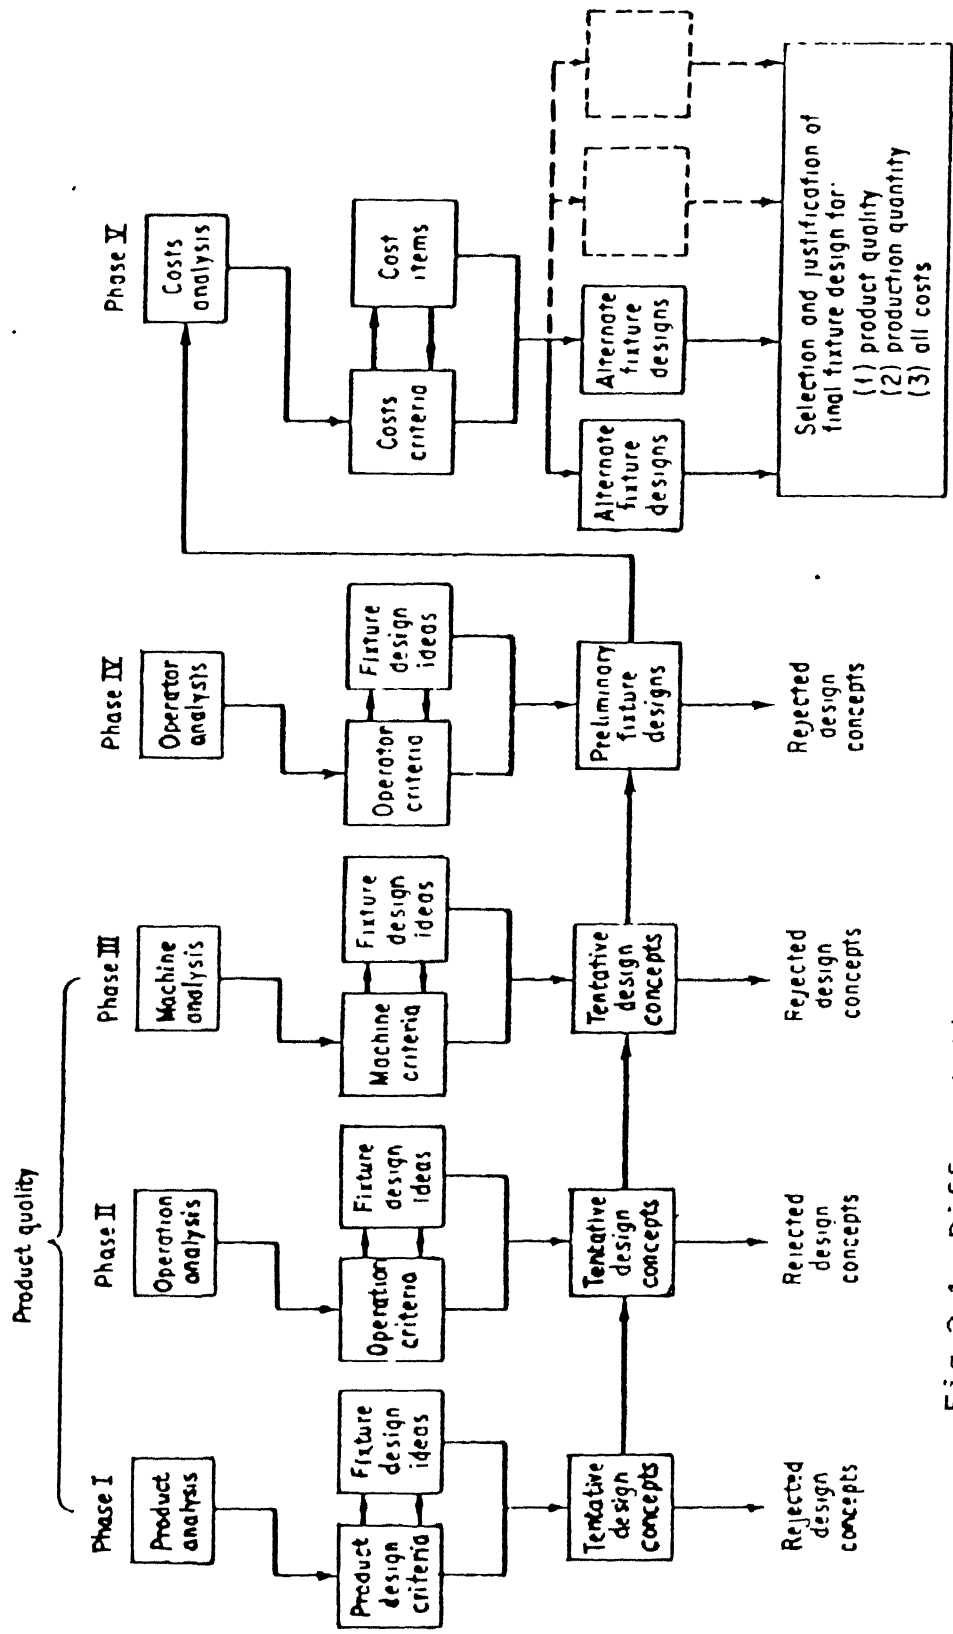 Product quality
Phase I
Phase II
Phase III
Phase IV
Phase V
Product
analysis
Operation
analysis
Machine
analysis
Operator
analysis
Costs
analysis
Product
design
criteria
Fixture
design
ideas
Operation
criteria
Fixture
design
ideas
Machine
criteria
Fixture
design
ideas
Operator
criteria
Fixture
design
ideas
Costs
criteria
Cost
items
Tentative
design
concepts
Tentative
design
concepts
Tentative
design
concepts
Preliminary
fixture
designs
Alternate
fixture
designs
Alternate
fixture
designs
Rejected
design
concepts
Rejected
design
concepts
Rejected
design
concepts
Rejected
design
concepts
Selection and justification of
final fixture design for:
(1) product quality
(2) production quantity
(3) all costs